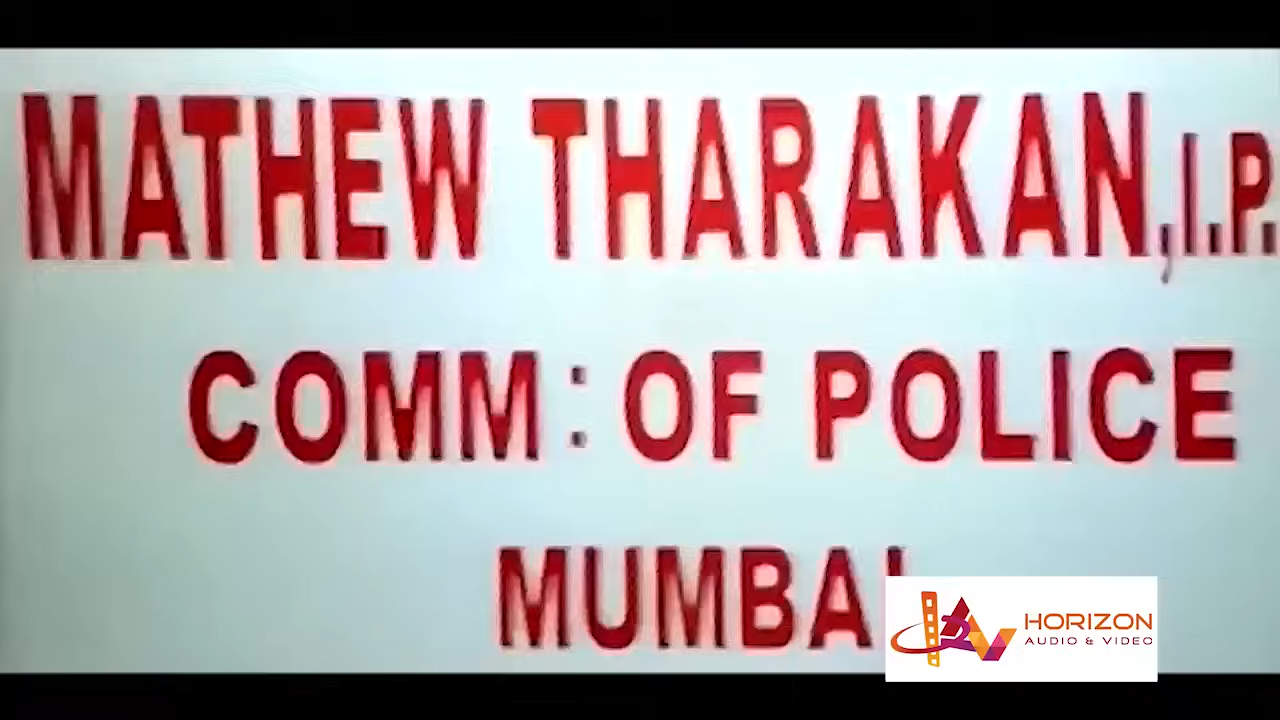 MATHEW THARAKAN, I.P.
COMM : OF POLICE
MUMBAI
HORIZON
AUDIO & VIDEO